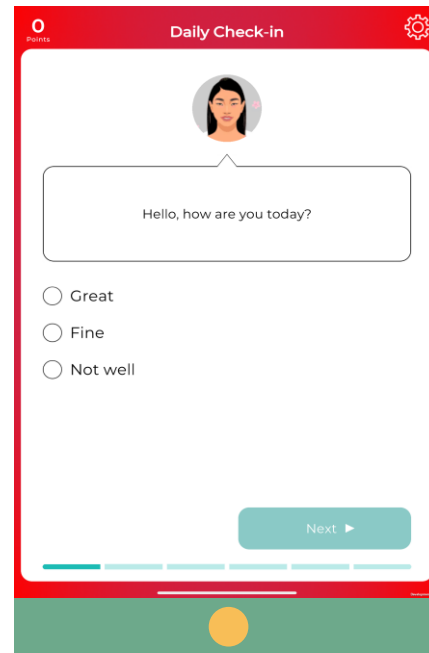 0
Points
Daily Check-in
Hello, how are you today?
Great
Fine
Not well
Next